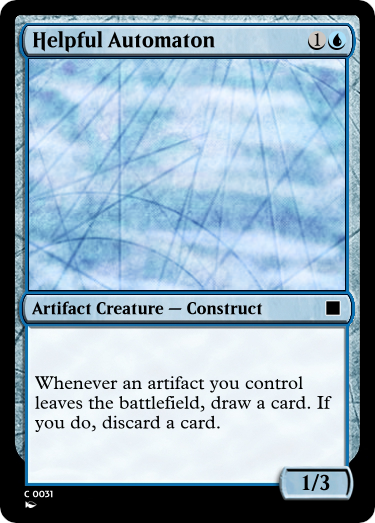 Helpful Automaton 1
Artifact Creature — Construct
Whenever an artifact you control
leaves the battlefield, draw a card. If
you do, discard a card.
1/3
C 0031